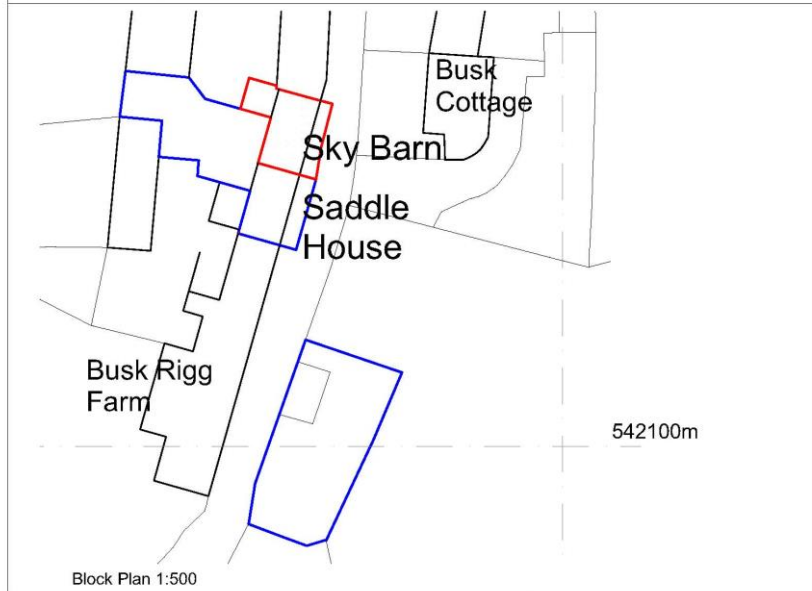 Busk
Cottage
Sky Barn
Saddle
House
Busk Rigg
Farm
542100m
Block Plan 1:500